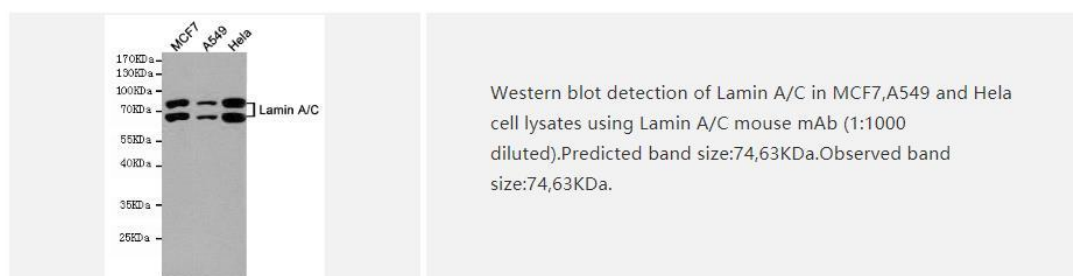 MCF7 A549 Hela
170KDa
130KDa
100KDa
70KDa
Lamin A/C
55KDa
40KDa
35KDa
25KDa
Western blot detection of Lamin A/C in MCF7,A549 and Hela
cell lysates using Lamin A/C mouse mAb (1:1000
diluted).Predicted band size:74,63KDa.Observed band
size:74,63KDa.